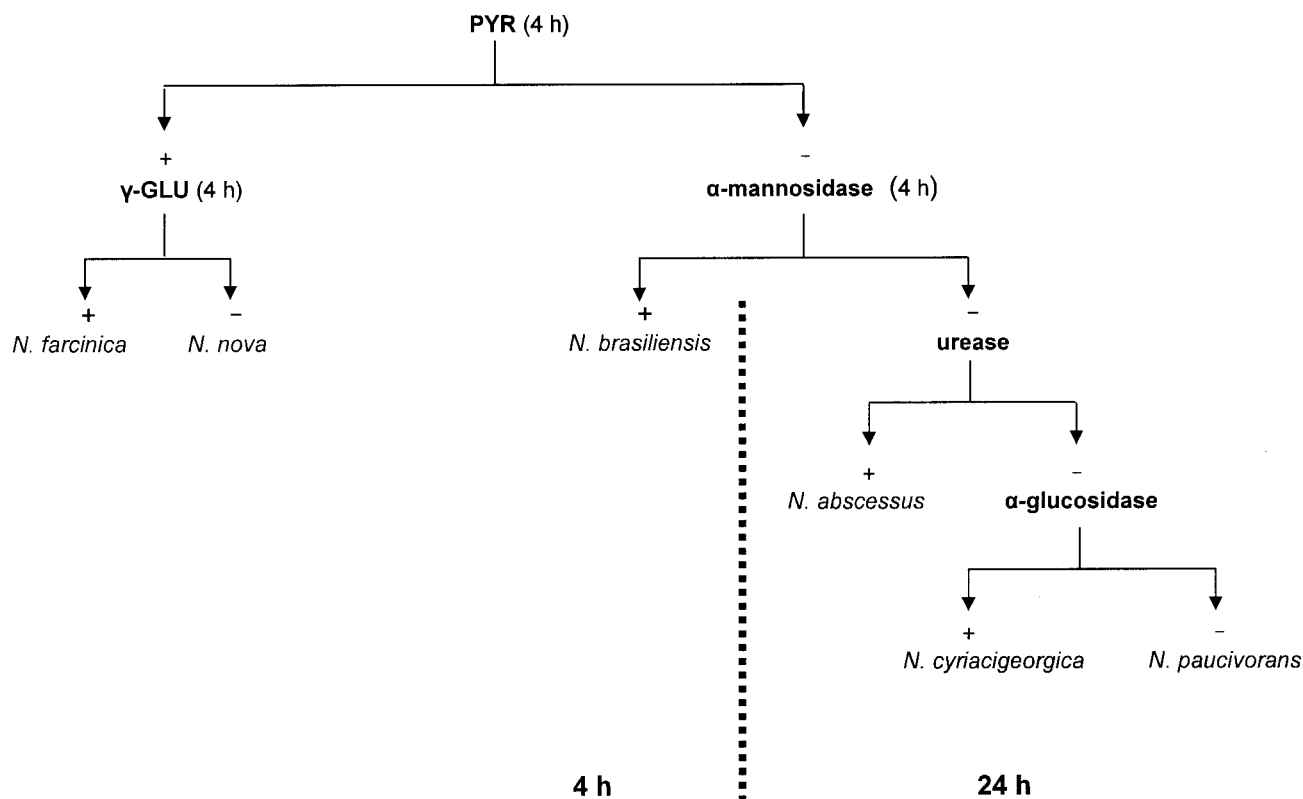 PYR (4 h)
+
−
γ-GLU (4 h)
α-mannosidase (4 h)
+
−
+
−
N. farcinica
N. nova
N. brasiliensis
urease
+
−
N. abscessus
α-glucosidase
+
−
N. cyriacigeorgica
N. paucivorans
4 h
24 h